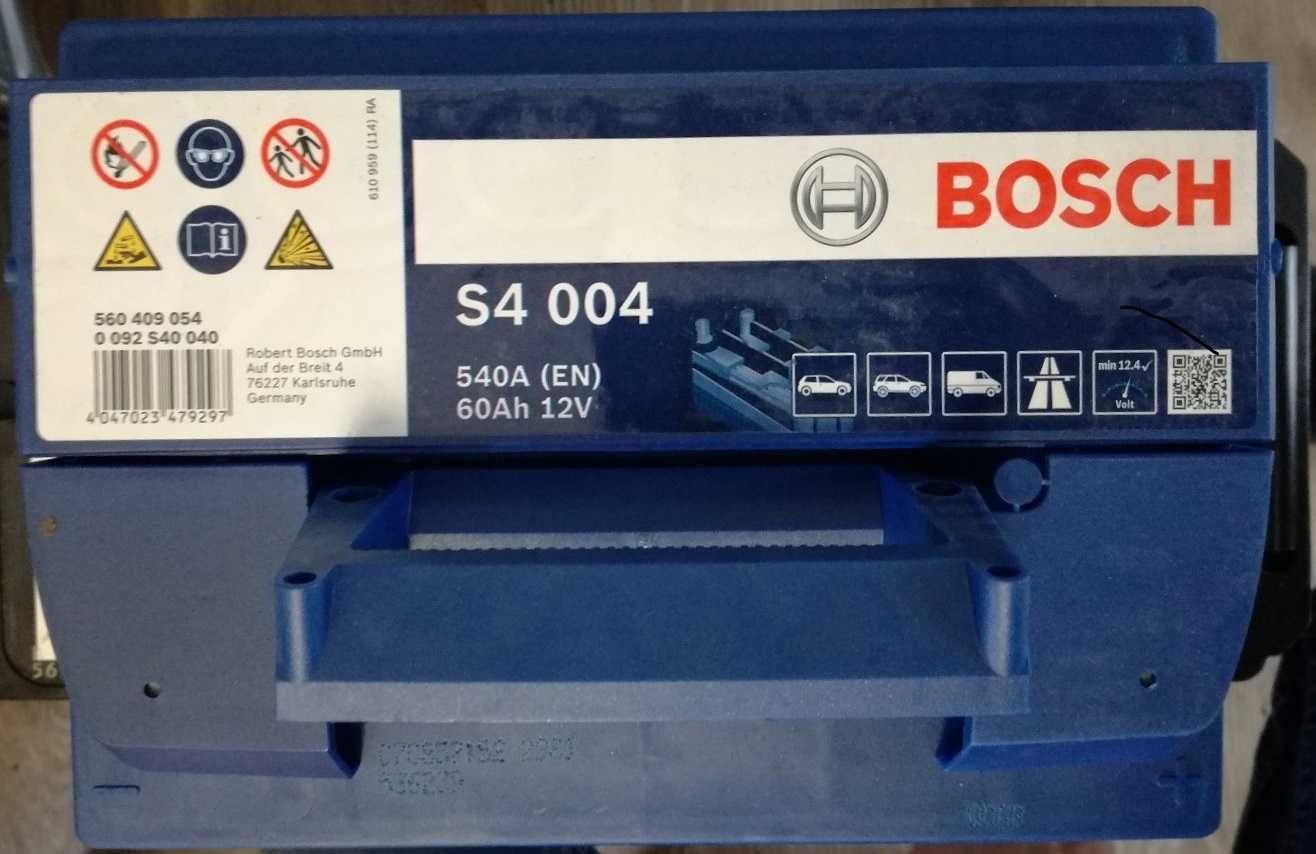 610 959 (114) RA
BOSCH
S4 004
560 409 054
0 092 S40 040
Robert Bosch GmbH
Auf der Breit 4
76227 Karlsruhe
Germany
4 047023 479297
540A (EN)
60Ah 12V
min 12.4✓
Volt
56